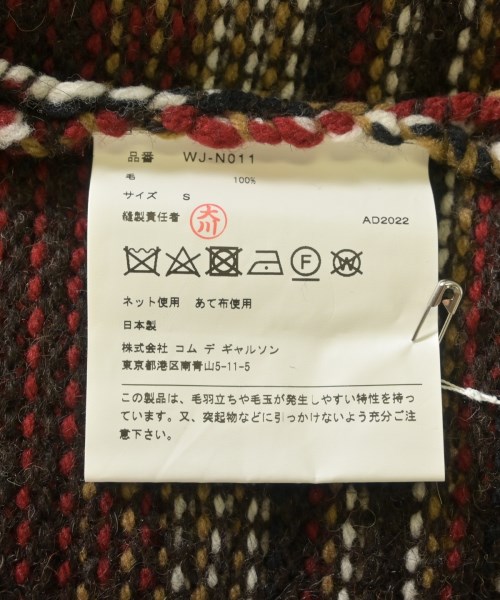 品番 WJ-N011
毛 100%
サイズ S
縫製責任者 大川
AD2022
F W
ネット使用 あて布使用
日本製
株式会社 コム デ ギャルソン
東京都港区南青山5-11-5
この製品は、毛羽立ちや毛玉が発生しやすい特性を持っ
ています。又、突起物などに引っかけないよう充分ご注
意下さい。